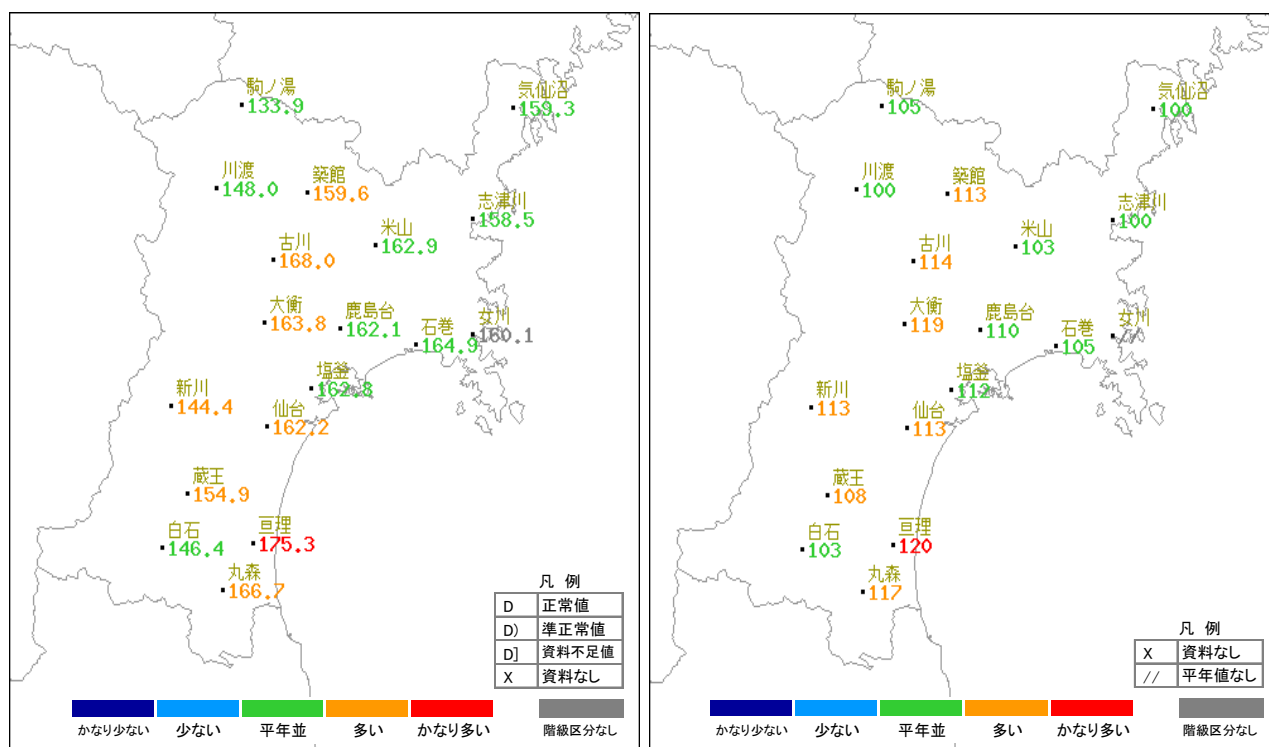 駒ノ湯
133.9
気仙沼
159.3
川渡
148.0
築館
159.6
志津川
158.5
米山
162.9
古川
168.0
大衡
163.8
鹿島台
162.1
石巻
164.9
女川
160.1
塩釜
162.8
新川
144.4
仙台
162.2
蔵王
154.9
白石
146.4
亘理
175.3
丸森
166.7
凡 例
D 正常値
D) 準正常値
D] 資料不足値
X 資料なし
かなり少ない 少ない 平年並 多い かなり多い 階級区分なし
駒ノ湯
105
気仙沼
100
川渡
100
築館
113
志津川
100
米山
103
古川
114
大衡
119
鹿島台
110
石巻
105
女川
//
塩釜
112
新川
113
仙台
113
蔵王
108
白石
103
亘理
120
丸森
117
凡 例
X 資料なし
// 平年値なし
かなり少ない 少ない 平年並 多い かなり多い 階級区分なし